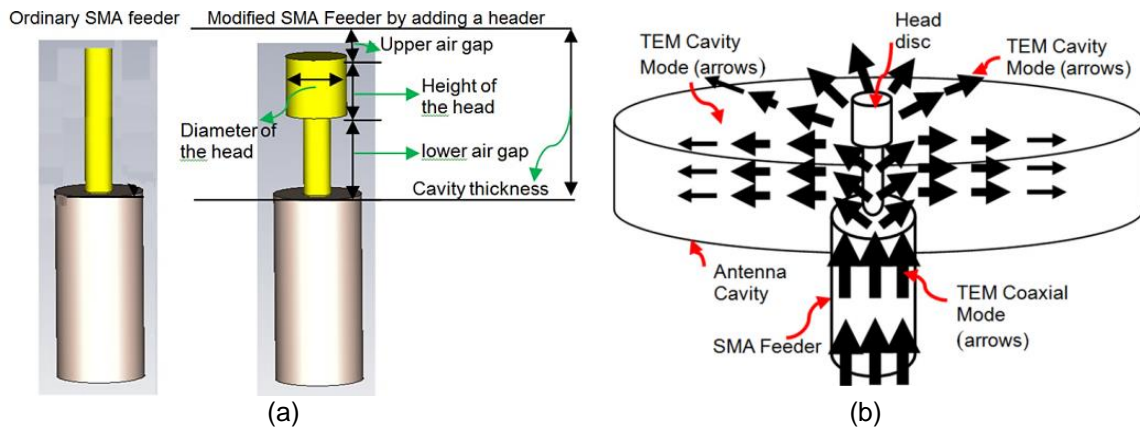 Ordinary SMA feeder
Modified SMA Feeder by adding a header
Upper air gap
Height of
the head
Diameter of
the head
lower air gap
Cavity thickness
(a)
Head
disc
TEM Cavity
Mode (arrows)
TEM Cavity
Mode (arrows)
Antenna
Cavity
SMA Feeder
TEM Coaxial
Mode
(arrows)
(b)